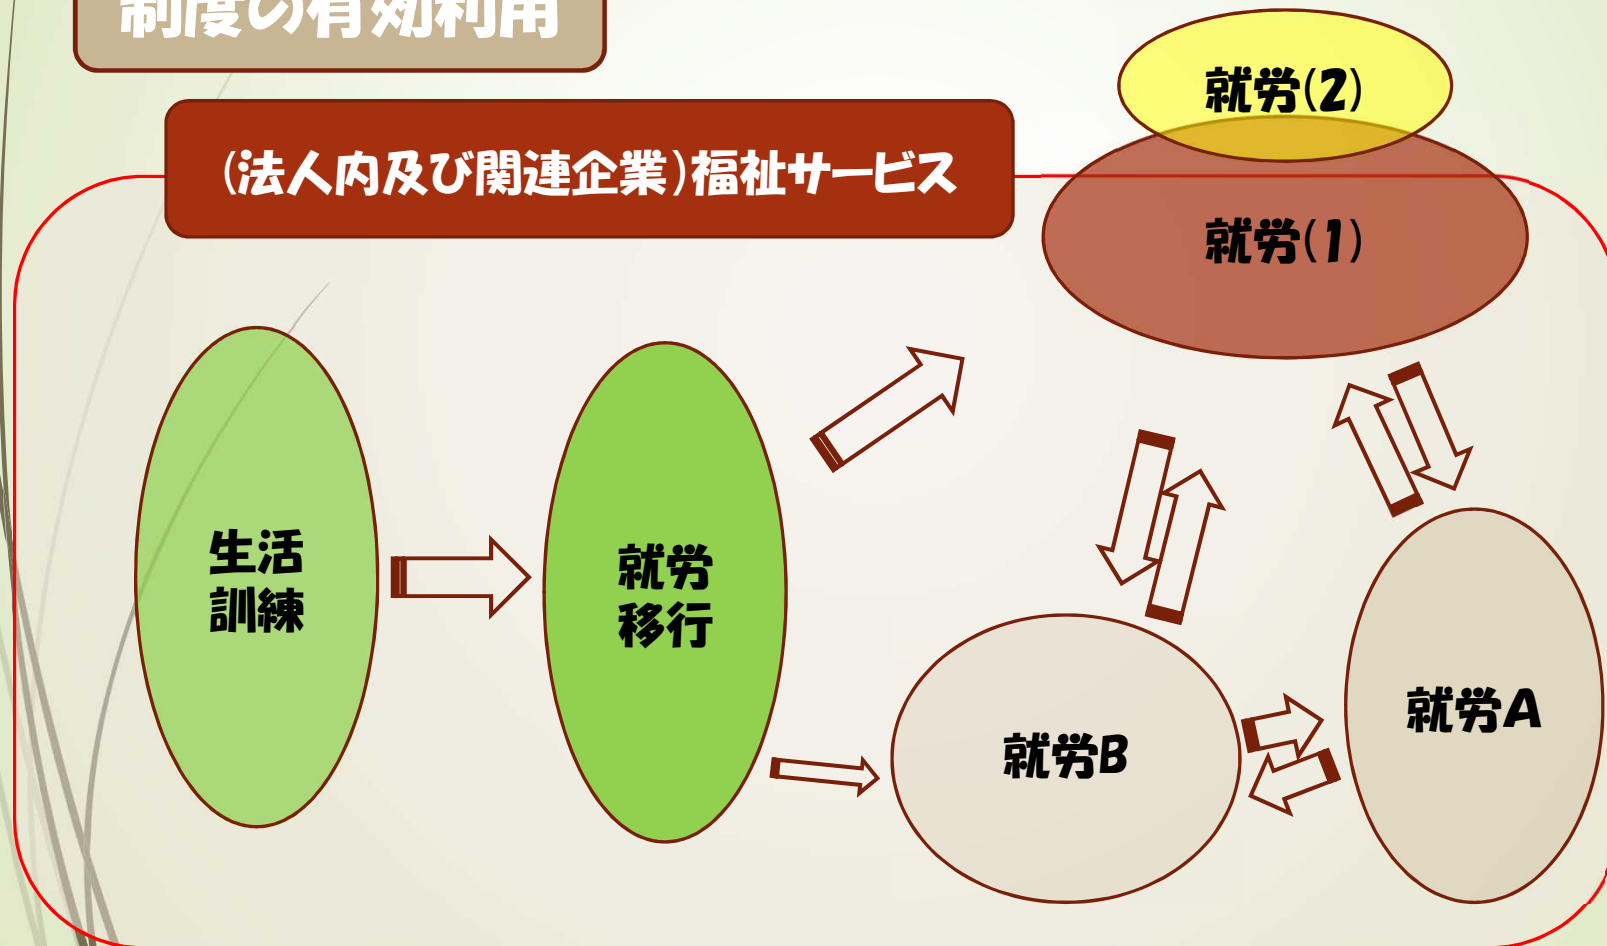 制度の有効利用
(法人内及び関連企業)福祉サービス
就労(2)
就労(1)
生活
訓練
就労
移行
就労B
就労A